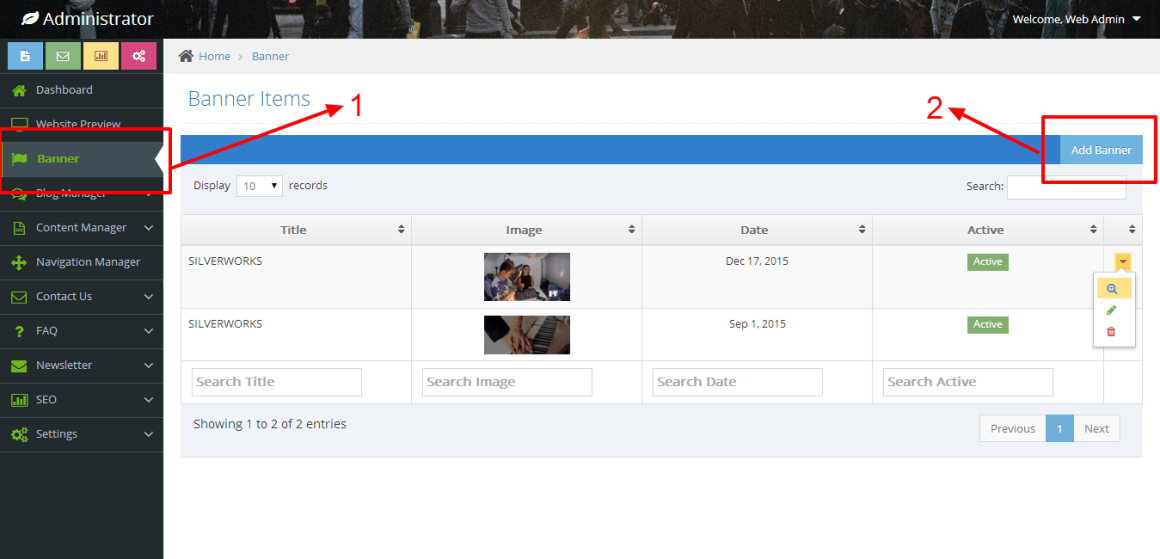 Administrator
Welcome, Web Admin
Home > Banner
Dashboard
Website Preview
Banner
Blog Manager
Content Manager
Navigation Manager
Contact Us
? FAQ
Newsletter
SEO
Settings
Banner Items
1
2
Add Banner
Display 10 records
Search:
Title Image Date Active
SILVERWORKS Dec 17, 2015 Active
SILVERWORKS Sep 1, 2015 Active
Search Title Search Image Search Date Search Active
Showing 1 to 2 of 2 entries
Previous 1 Next